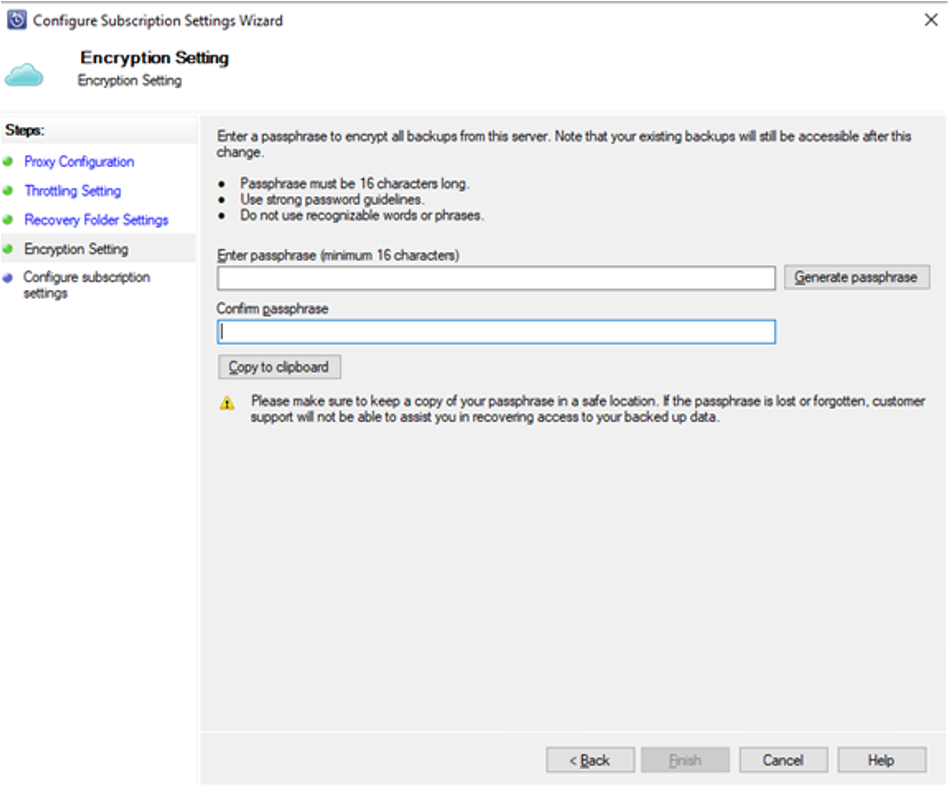 Configure Subscription Settings Wizard
Encryption Setting
Encryption Setting
Steps:
Proxy Configuration
Throttling Setting
Recovery Folder Settings
Encryption Setting
Configure subscription
settings
Enter a passphrase to encrypt all backups from this server. Note that your existing backups will still be accessible after this
change.
• Passphrase must be 16 characters long.
• Use strong password guidelines.
• Do not use recognizable words or phrases.
Enter passphrase (minimum 16 characters)
Generate passphrase
Confirm passphrase
Copy to clipboard
Please make sure to keep a copy of your passphrase in a safe location. If the passphrase is lost or forgotten, customer
support will not be able to assist you in recovering access to your backed up data.
< Back
Finish
Cancel
Help